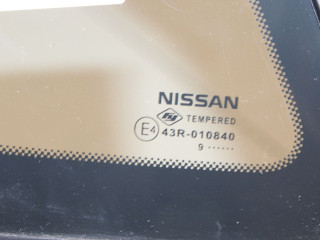 NISSAN
TEMPERED
E4 43R-010840
9 ......